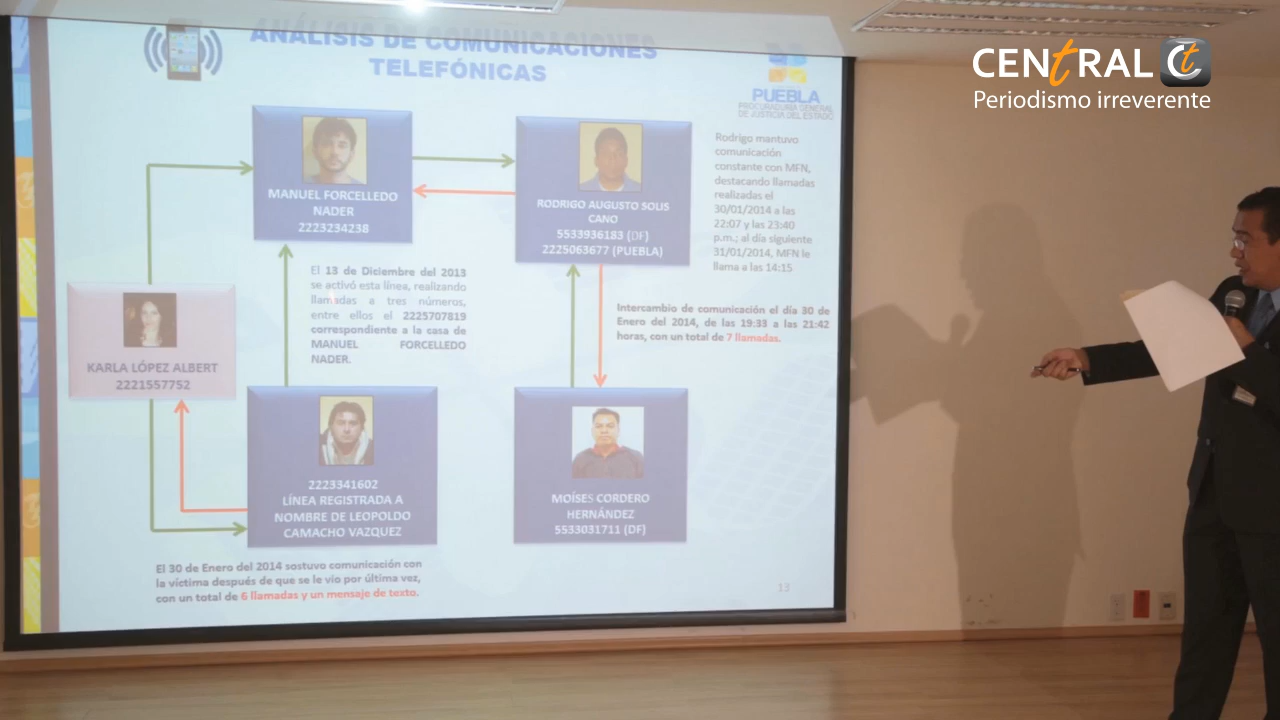 CENtRAL Ct
Periodismo irreverente
ANÁLISIS DE COMUNICACIONES
TELEFÓNICAS
PUEBLA
PROCURADURÍA GENERAL
DE JUSTICIA DEL ESTADO
MANUEL FORCELLEDO
NADER
2223234238
RODRIGO AUGUSTO SOLIS
CANO
5533936183 (DF)
2225063677 (PUEBLA)
Rodrigo mantuvo
comunicación
constante con MFN,
destacando llamadas
realizadas el
30/01/2014 a las
22:07 y las 23:40
p.m.; al día siguiente
31/01/2014, MFN le
llama a las 14:15
El 13 de Diciembre del 2013
se activó esta línea, realizando
llamadas a tres números,
entre ellos el 2225707819
correspondiente a la casa de
MANUEL FORCELLEDO
NADER.
Intercambio de comunicación el día 30 de
Enero del 2014, de las 19:33 a las 21:42
horas, con un total de 7 llamadas.
KARLA LÓPEZ ALBERT
2221557752
2223341602
LÍNEA REGISTRADA A
NOMBRE DE LEOPOLDO
CAMACHO VAZQUEZ
MOÍSES CORDERO
HERNÁNDEZ
5533031711 (DF)
El 30 de Enero del 2014 sostuvo comunicación con
la víctima después de que se le vio por última vez,
con un total de 6 llamadas y un mensaje de texto.
13